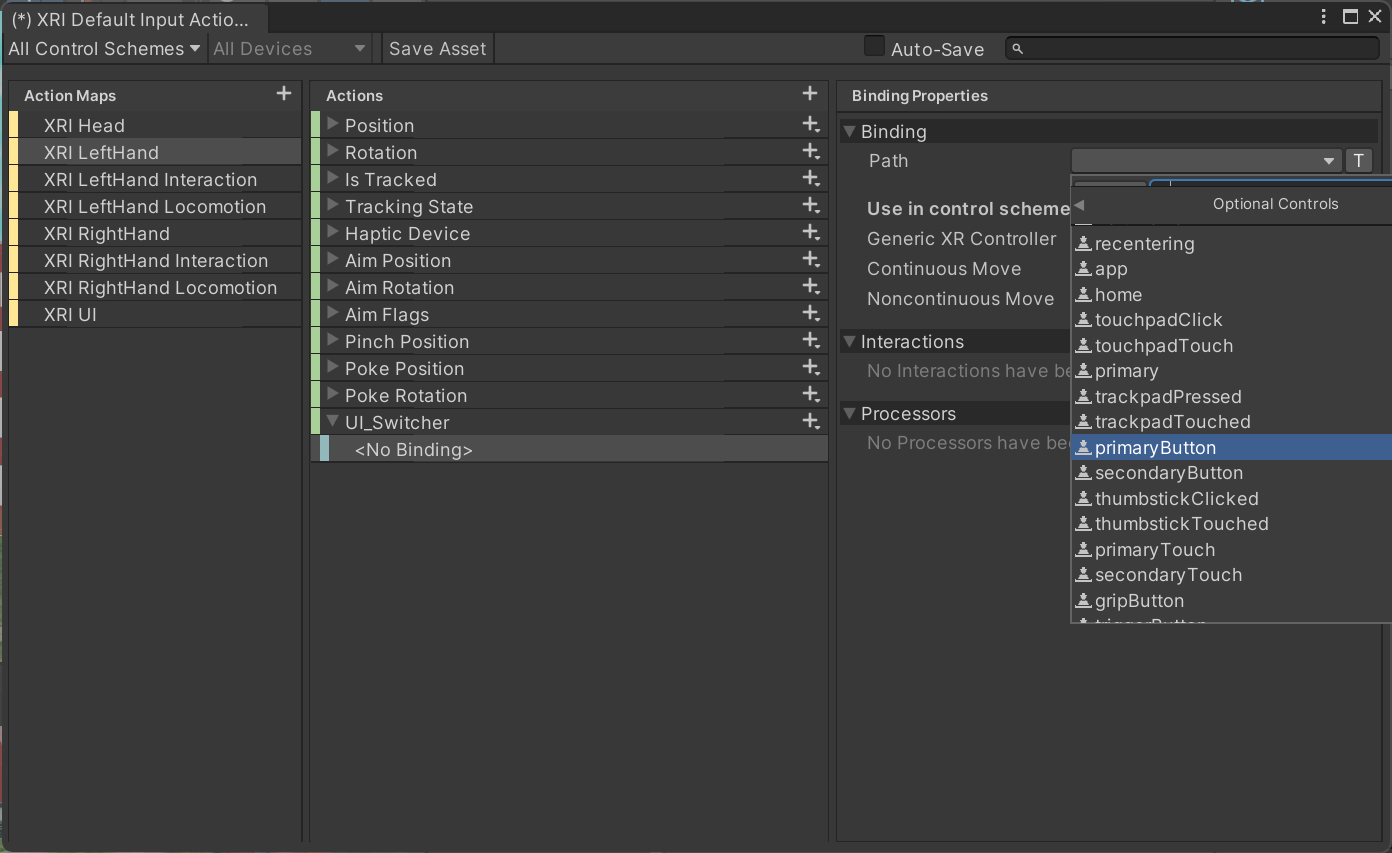 (*) XRI Default Input Actio...
All Control Schemes
All Devices
Save Asset
Auto-Save
Action Maps
XRI Head
XRI LeftHand
XRI LeftHand Interaction
XRI LeftHand Locomotion
XRI RightHand
XRI RightHand Interaction
XRI RightHand Locomotion
XRI UI
Actions
Position
Rotation
Is Tracked
Tracking State
Haptic Device
Aim Position
Aim Rotation
Aim Flags
Pinch Position
Poke Position
Poke Rotation
UI_Switcher
<No Binding>
Binding Properties
Binding
Path
T
Use in control scheme
Generic XR Controller
Continuous Move
Noncontinuous Move
Interactions
No Interactions have be
Processors
No Processors have be
Optional Controls
recentering
app
home
touchpadClick
touchpadTouch
primary
trackpadPressed
trackpadTouched
primaryButton
secondaryButton
thumbstickClicked
thumbstickTouched
primaryTouch
secondaryTouch
gripButton